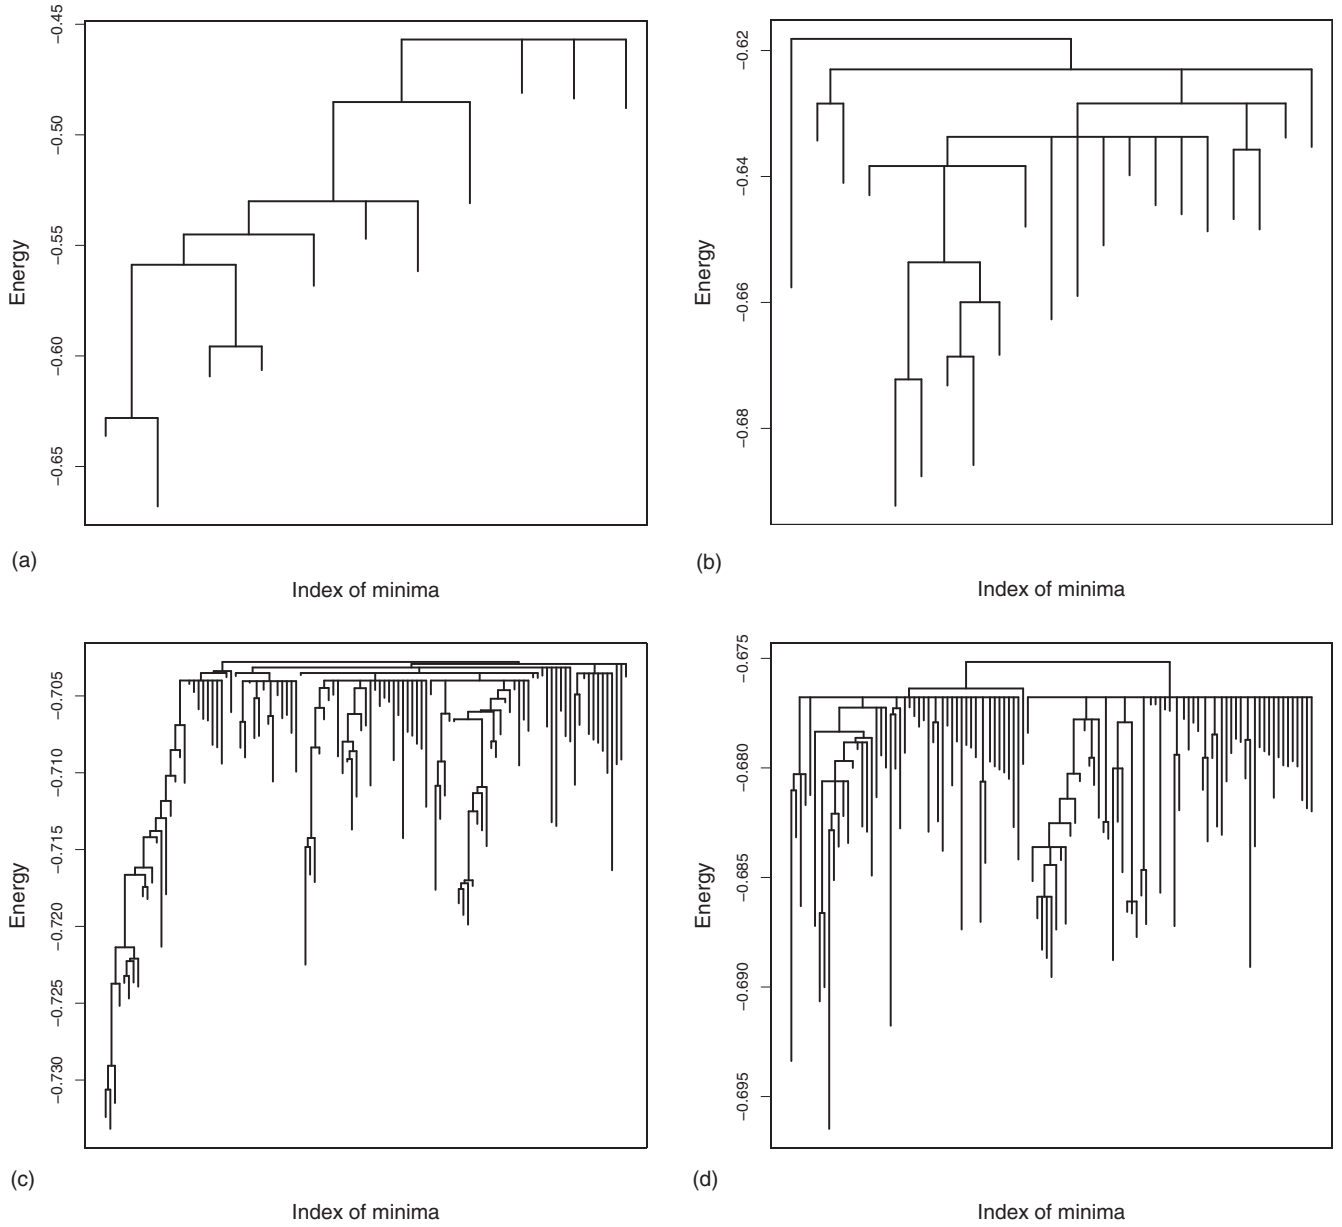 −0.45
−0.50
−0.55
−0.60
−0.65
Energy
(a)
Index of minima
−0.62
−0.64
−0.66
−0.68
Energy
(b)
Index of minima
−0.705
−0.710
−0.715
−0.720
−0.725
−0.730
Energy
(c)
Index of minima
−0.675
−0.680
−0.685
−0.690
−0.695
Energy
(d)
Index of minima